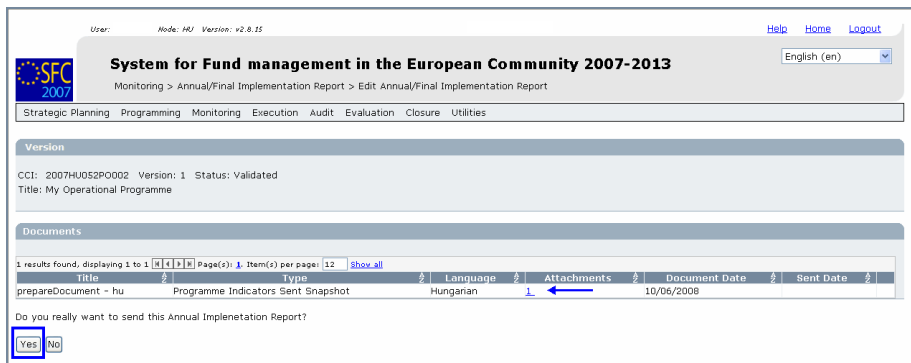 User: Node: HU Version: v2.8.15 Help Home Logout
English (en)
SFC 2007
System for Fund management in the European Community 2007-2013
Monitoring > Annual/Final Implementation Report > Edit Annual/Final Implementation Report
Strategic Planning Programming Monitoring Execution Audit Evaluation Closure Utilities
Version
CCI: 2007HU052PO002 Version: 1 Status: Validated
Title: My Operational Programme
Documents
1 results found, displaying 1 to 1 Page(s): 1. Item(s) per page: 12 Show all
Title Type Language Attachments Document Date Sent Date
prepareDocument - hu Programme Indicators Sent Snapshot Hungarian 1 10/06/2008
Do you really want to send this Annual Implenetation Report?
Yes No